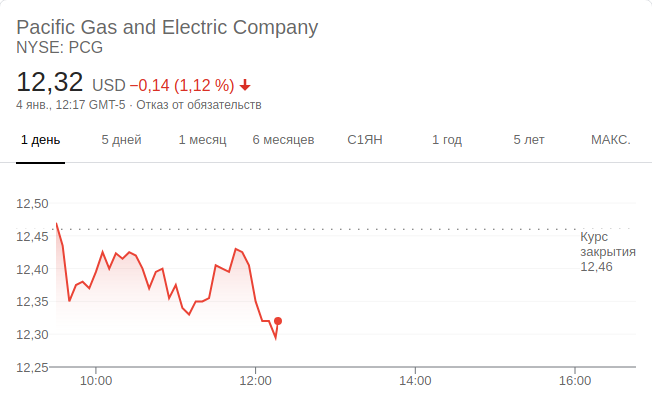 Pacific Gas and Electric Company
NYSE: PCG
12,32 USD −0,14 (1,12 %)
4 янв., 12:17 GMT-5 · Отказ от обязательств
1 день 5 дней 1 месяц 6 месяцев С1ЯН 1 год 5 лет МАКС.
12,50
12,45
12,40
12,35
12,30
12,25
Курс
закрытия
12,46
10:00 12:00 14:00 16:00